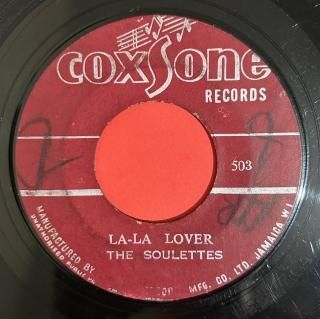 coxsone
RECORDS
503
LA-LA LOVER
THE SOULETTES
MANUFACTURED BY
MFG. CO. LTD. JAMAICA W.I.